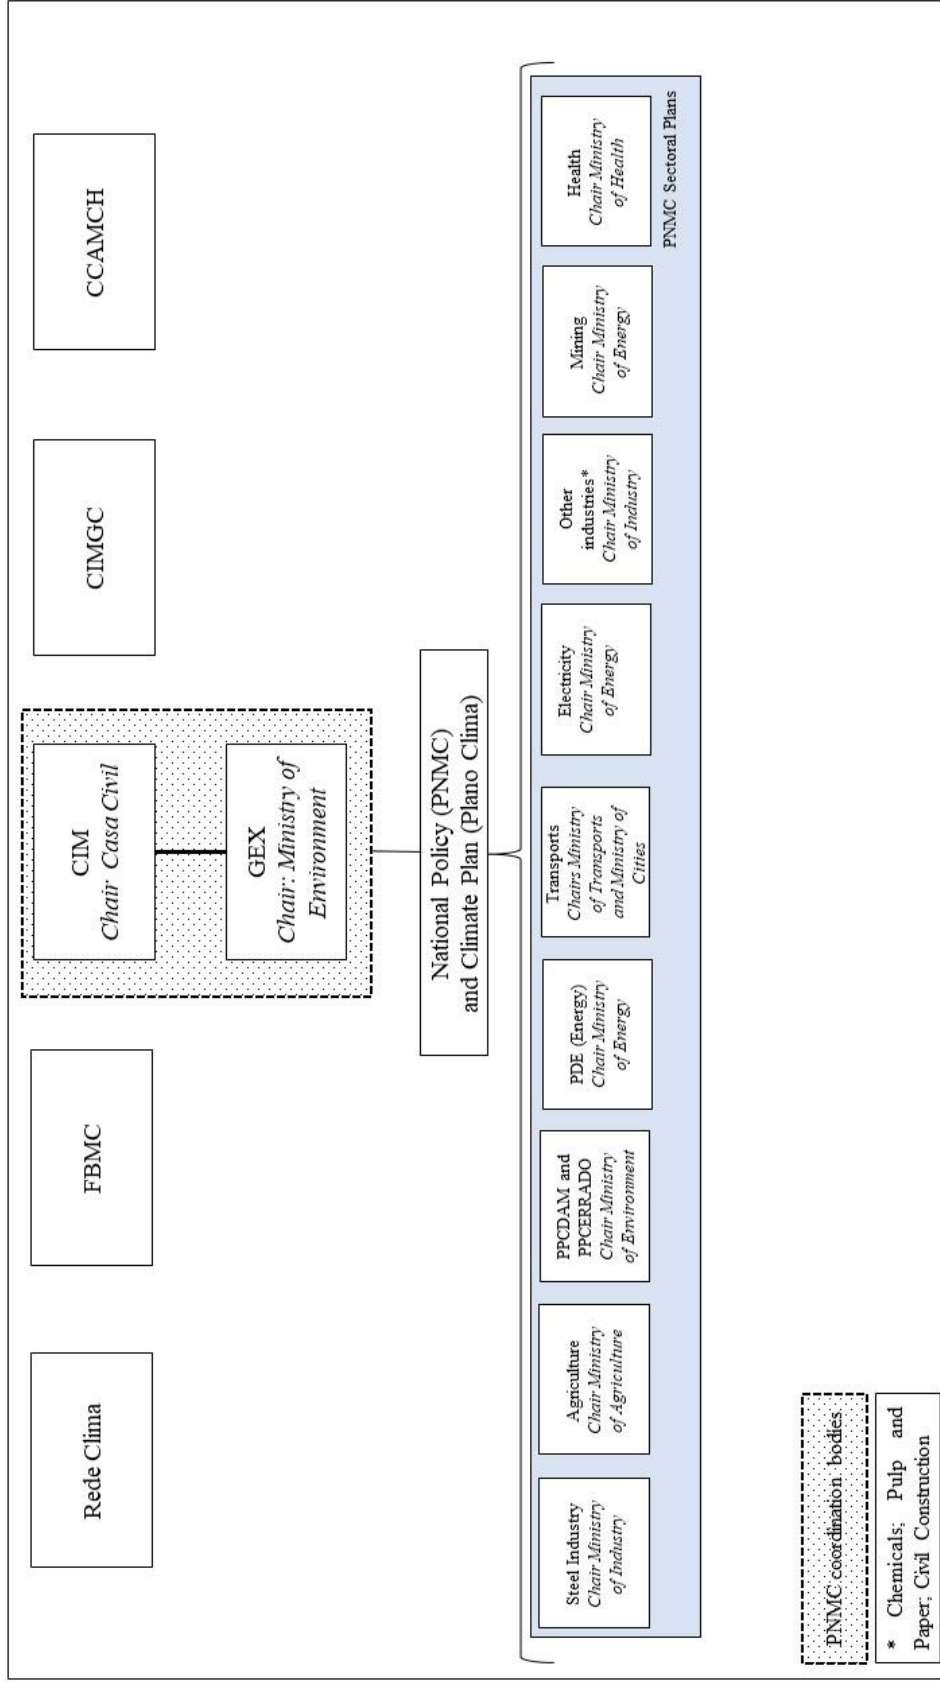 Rede Clima
FBMC
CIM
Chair Casa Civil
CIMGC
CCAMCH
GEX
Chair: Ministry of
Environment
National Policy (PNMC)
and Climate Plan (Plano Clima)
Steel Industry
Chair Ministry
of Industry
Agriculture
Chair Ministry
of Agriculture
PPCDAM and
PPCERRADO
Chair Ministry
of Environment
PDE (Energy)
Chair Ministry
of Energy
Transports
Chairs Ministry
of Transports
and Ministry of
Cities
Electricity
Chair Ministry
of Energy
Other
industries*
Chair Ministry
of Industry
Mining
Chair Ministry
of Energy
Health
Chair Ministry
of Health
PNMC Sectoral Plans
PNMC coordination bodies
* Chemicals; Pulp and
Paper; Civil Construction